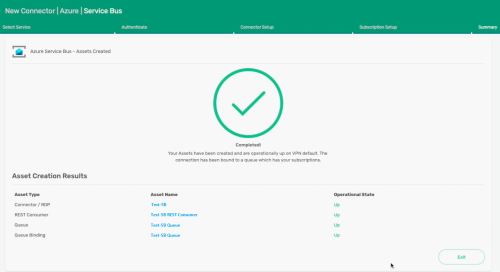 New Connector | Azure | Service Bus
Select Service Authenticate Connector Setup Subscription Setup Summary
Azure Service Bus - Assets Created
Completed!
Your Assets have been created and are operationally up on VPN default. The
connection has been bound to a queue which has your subscriptions.
Asset Creation Results
Asset Type Asset Name Operational State
Connector / RDP Test-SB Up
REST Consumer Test-SB REST Consumer Up
Queue Test-SB Queue Up
Queue Binding Test-SB Queue Up
Exit